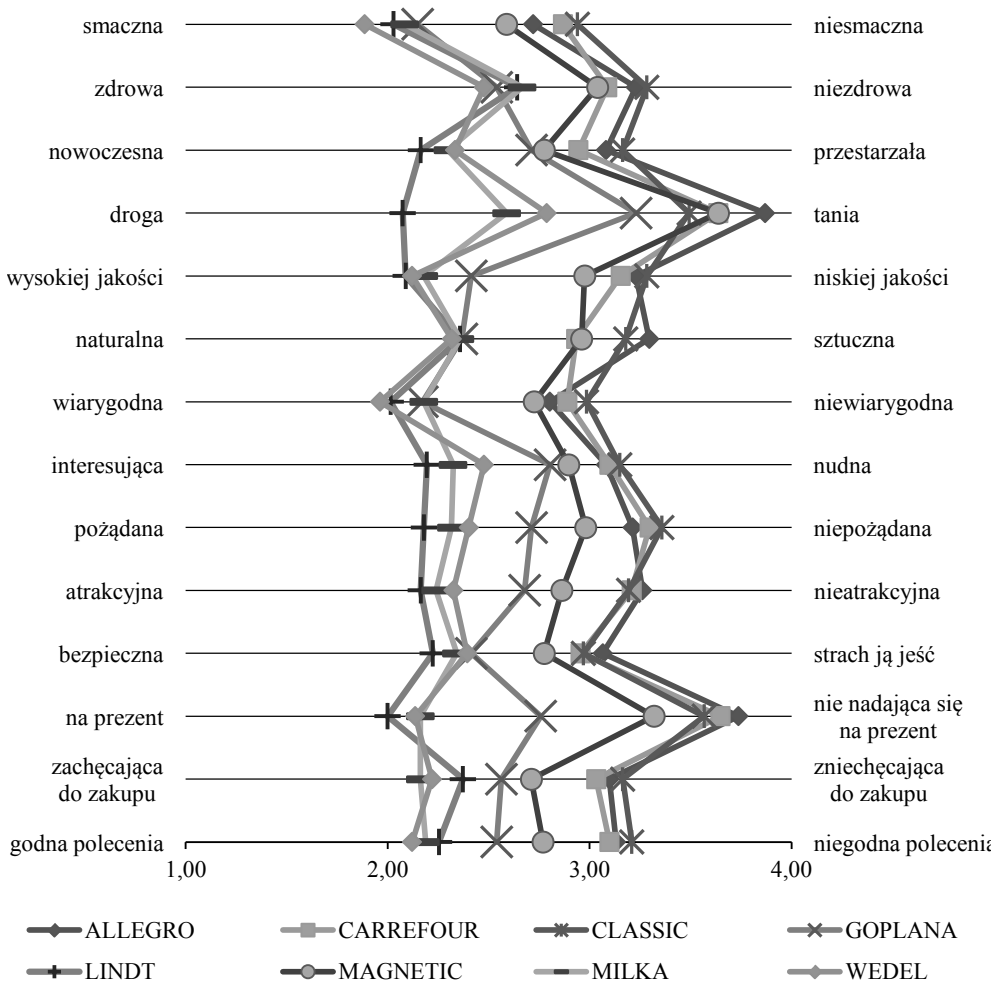 smaczna niesmaczna
zdrowa niezdrowa
nowoczesna przestarzała
droga tania
wysokiej jakości niskiej jakości
naturalna sztuczna
wiarygodna niewiarygodna
interesująca nudna
pożądana niepożądana
atrakcyjna nieatrakcyjna
bezpieczna strach ją jeść
na prezent nie nadająca się
na prezent
zachęcająca zniechęcająca
do zakupu do zakupu
godna polecenia niegodna polecenia
1,00 2,00 3,00 4,00
ALLEGRO CARREFOUR CLASSIC GOPLANA
LINDT MAGNETIC MILKA WEDEL